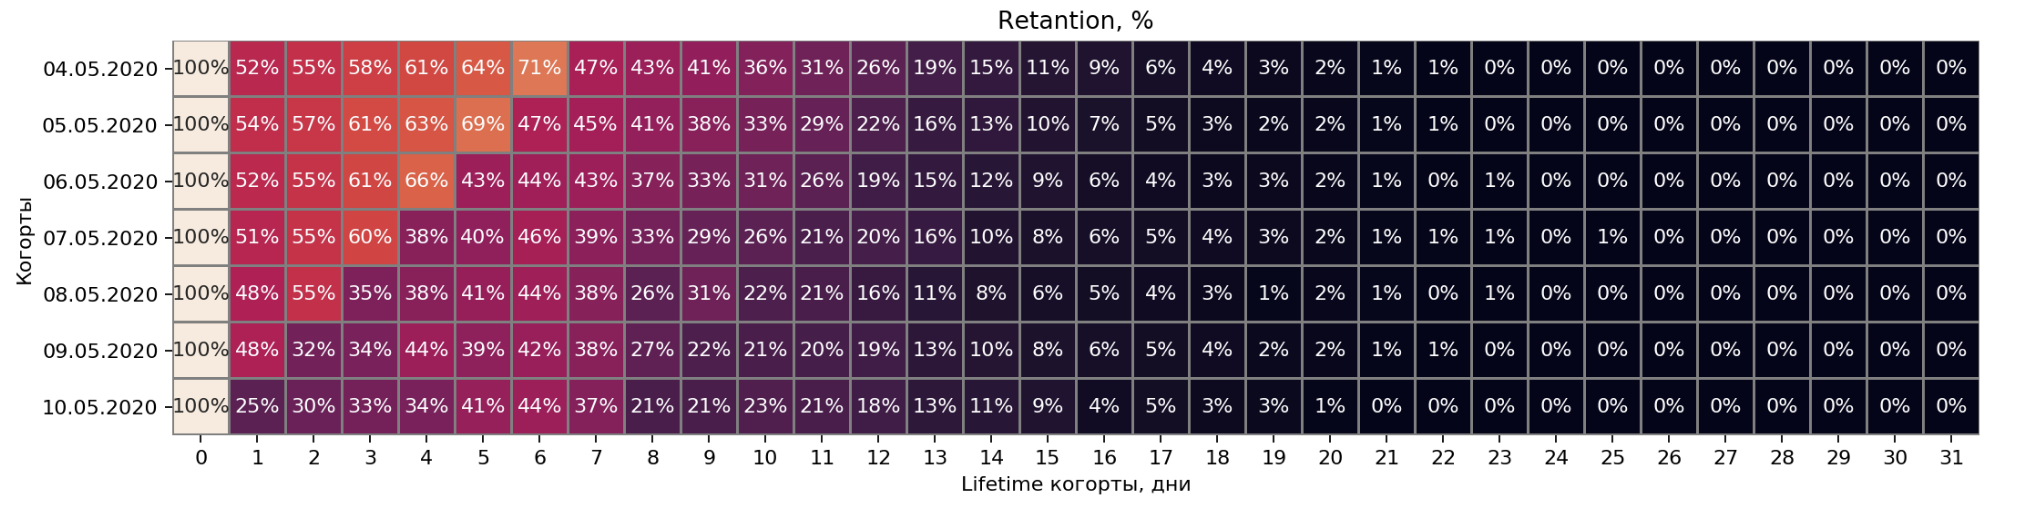 Retantion, %
Когорты
04.05.2020 100% 52% 55% 58% 61% 64% 71% 47% 43% 41% 36% 31% 26% 19% 15% 11% 9% 6% 4% 3% 2% 1% 1% 0% 0% 0% 0% 0% 0% 0% 0% 0%
05.05.2020 100% 54% 57% 61% 63% 69% 47% 45% 41% 38% 33% 29% 22% 16% 13% 10% 7% 5% 3% 2% 2% 1% 1% 0% 0% 0% 0% 0% 0% 0% 0% 0%
06.05.2020 100% 52% 55% 61% 66% 43% 44% 43% 37% 33% 31% 26% 19% 15% 12% 9% 6% 4% 3% 3% 2% 1% 0% 1% 0% 0% 0% 0% 0% 0% 0% 0%
07.05.2020 100% 51% 55% 60% 38% 40% 46% 39% 33% 29% 26% 21% 20% 16% 10% 8% 6% 5% 4% 3% 2% 1% 1% 1% 0% 1% 0% 0% 0% 0% 0% 0%
08.05.2020 100% 48% 55% 35% 38% 41% 44% 38% 26% 31% 22% 21% 16% 11% 8% 6% 5% 4% 3% 1% 2% 1% 0% 1% 0% 0% 0% 0% 0% 0% 0% 0%
09.05.2020 100% 48% 32% 34% 44% 39% 42% 38% 27% 22% 21% 20% 19% 13% 10% 8% 6% 5% 4% 2% 2% 1% 1% 0% 0% 0% 0% 0% 0% 0% 0% 0%
10.05.2020 100% 25% 30% 33% 34% 41% 44% 37% 21% 21% 23% 21% 18% 13% 11% 9% 4% 5% 3% 3% 1% 0% 0% 0% 0% 0% 0% 0% 0% 0% 0% 0%
0 1 2 3 4 5 6 7 8 9 10 11 12 13 14 15 16 17 18 19 20 21 22 23 24 25 26 27 28 29 30 31
Lifetime когорты, дни